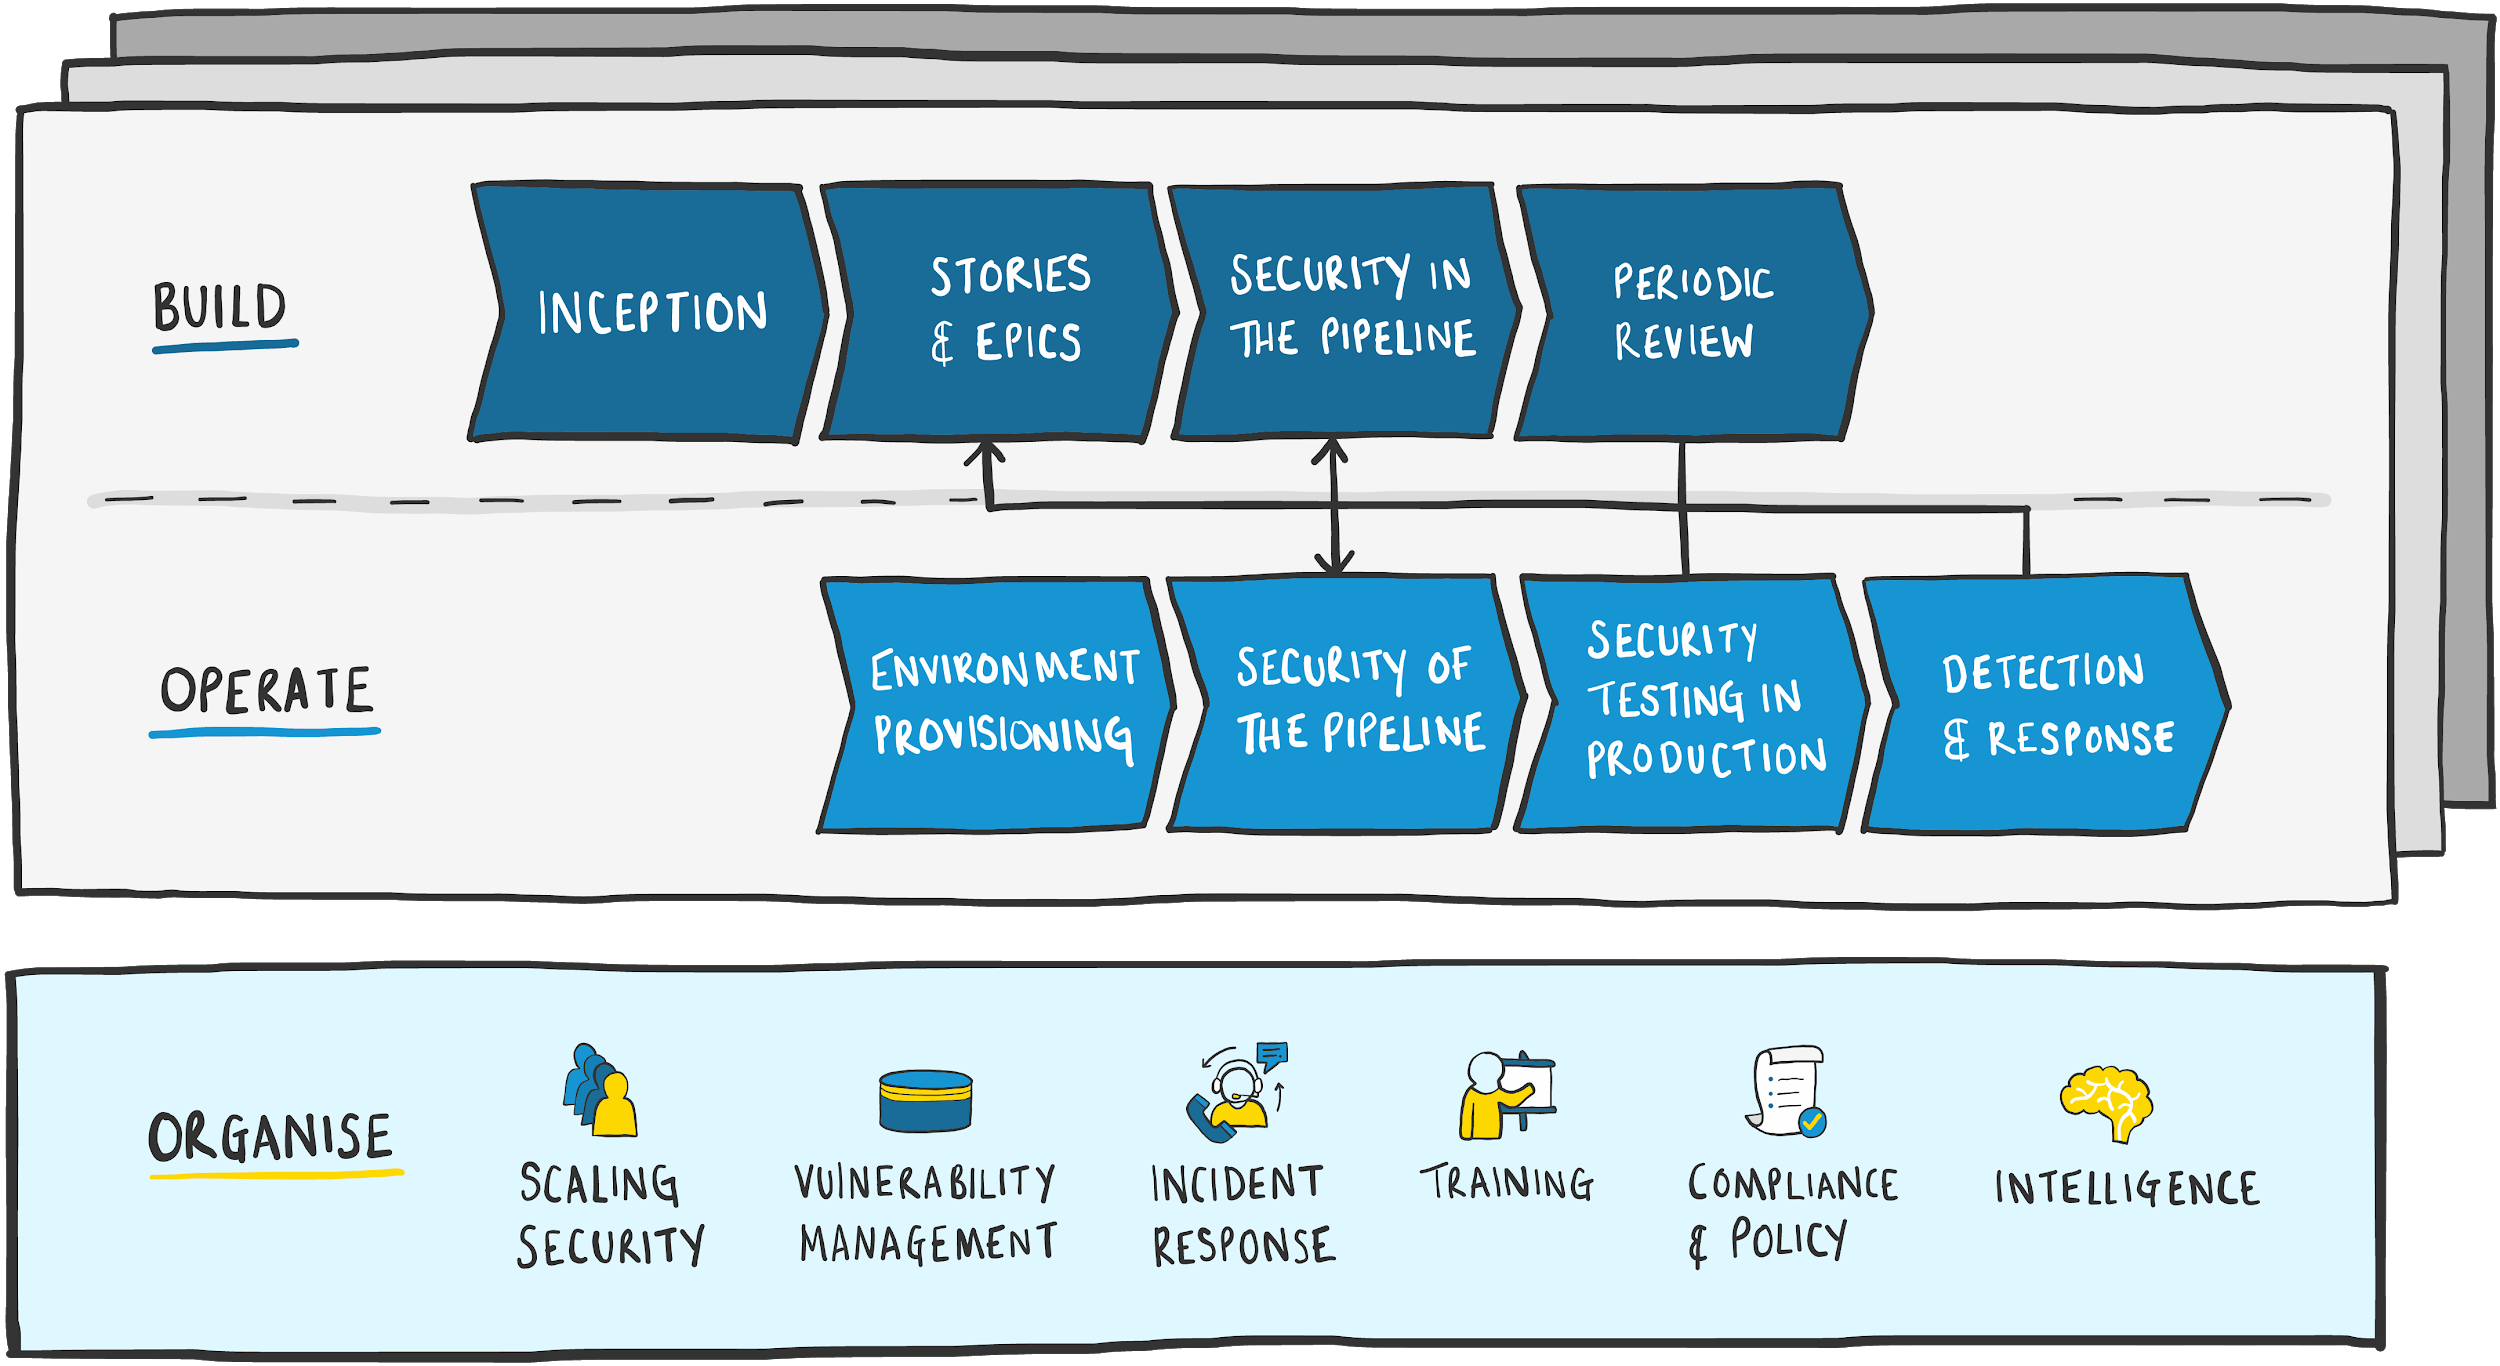 BUILD
INCEPTION
STORIES
& EPICS
SECURITY IN
THE PIPELINE
PERIODIC
REVIEW
OPERATE
ENVIRONMENT
PROVISIONING
SECURITY OF
THE PIPELINE
SECURITY
TESTING IN
PRODUCTION
DETECTION
& RESPONSE
ORGANISE
SCALING
SECURITY
VULNERABILITY
MANAGEMENT
INCIDENT
RESPONSE
TRAINING
COMPLIANCE
& POLICY
INTELLIGENCE